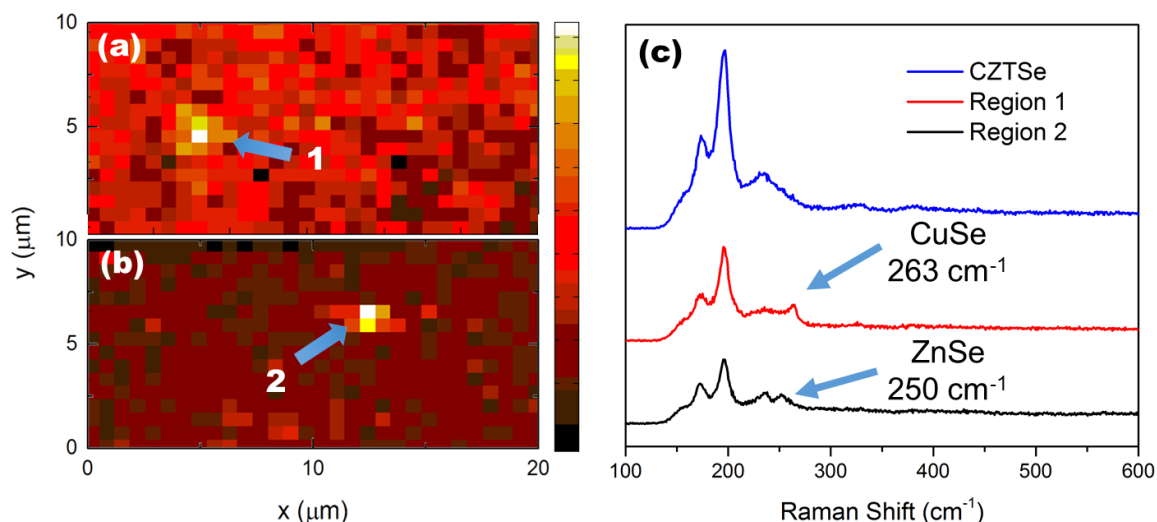 (a)
10
5
1
(b)
10
5
0
2
0
10
20
y (μm)
x (μm)
(c)
CZTSe
Region 1
Region 2
CuSe
263 cm⁻¹
ZnSe
250 cm⁻¹
100
200
300
400
500
600
Raman Shift (cm⁻¹)